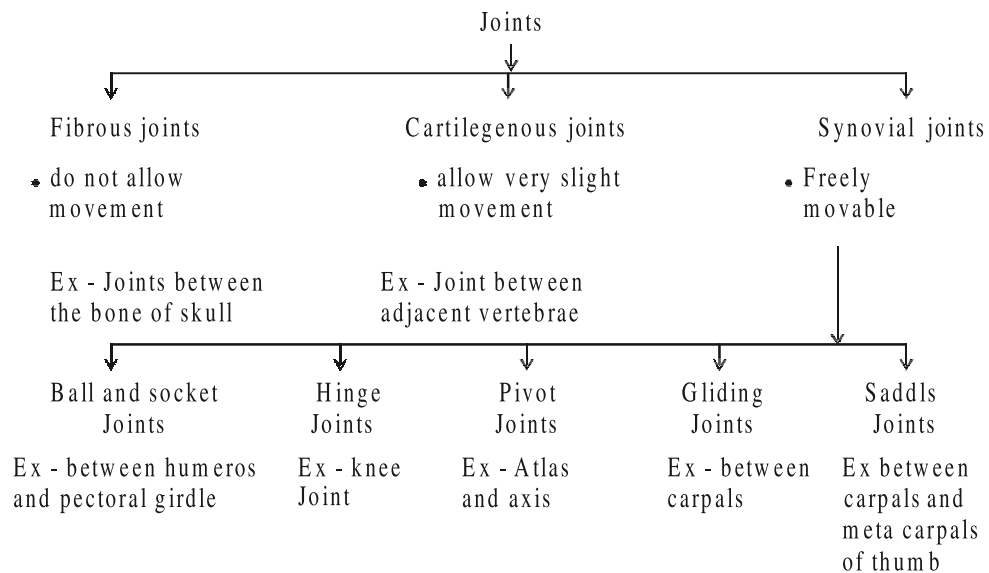 Joints
Fibrous joints
• do not allow
movement
Ex - Joints between
the bone of skull
Cartilegenous joints
• allow very slight
movement
Ex - Joint between
adjacent vertebrae
Synovial joints
• Freely
movable
Ball and socket
Joints
Ex - between humeros
and pectoral girdle
Hinge
Joints
Ex - knee
Joint
Pivot
Joints
Ex - Atlas
and axis
Gliding
Joints
Ex - between
carpals
Saddls
Joints
Ex between
carpals and
meta carpals
of thumb